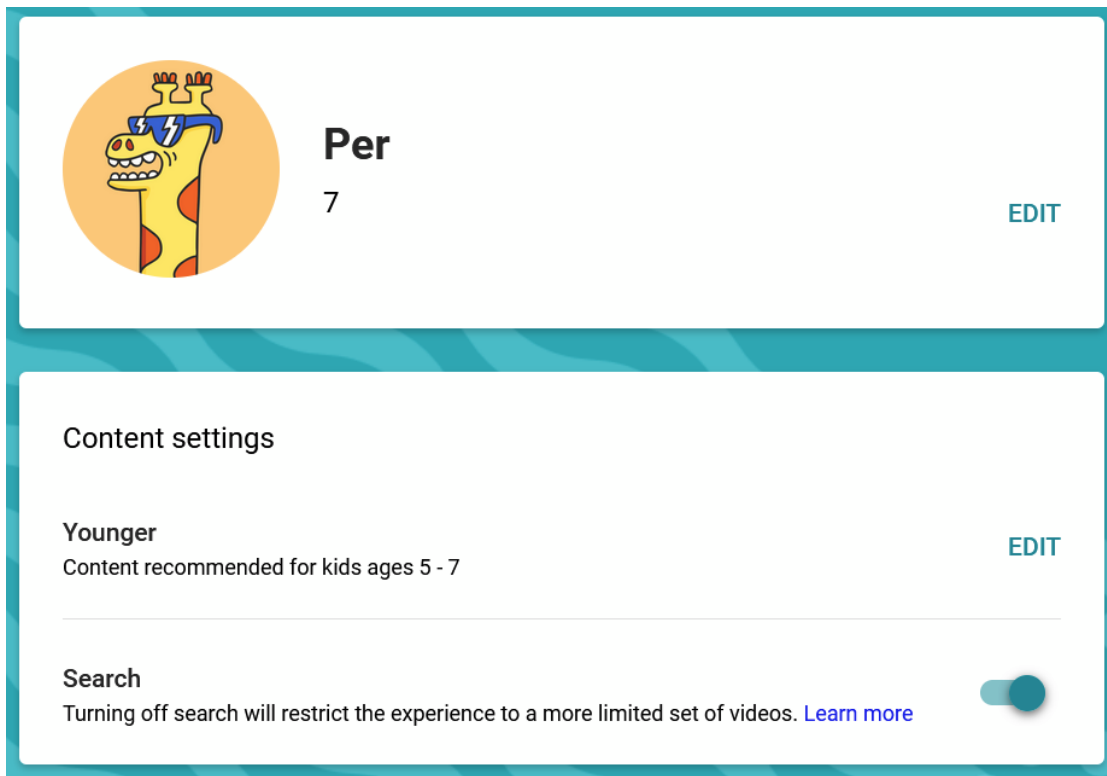 Per
7
EDIT
Content settings
Younger
Content recommended for kids ages 5 - 7
EDIT
Search
Turning off search will restrict the experience to a more limited set of videos. Learn more